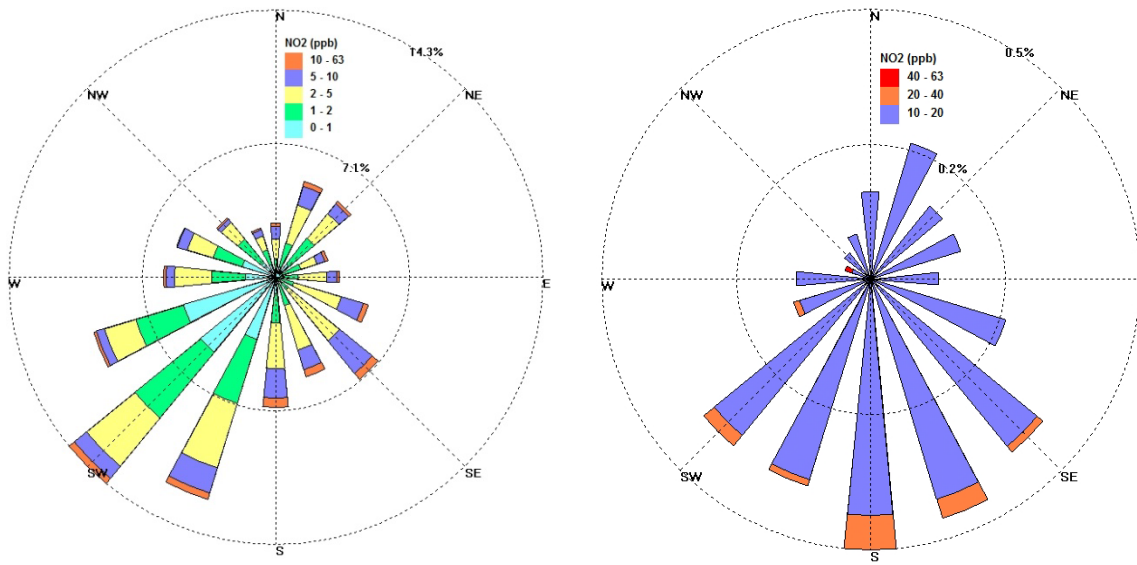 N
14.3%
NO2 (ppb)
10 - 63
5 - 10
2 - 5
1 - 2
0 - 1
NW
NE
7.1%
W
E
SW
SE
S
N
0.5%
NO2 (ppb)
40 - 63
20 - 40
10 - 20
NW
NE
0.2%
W
SW
SE
S